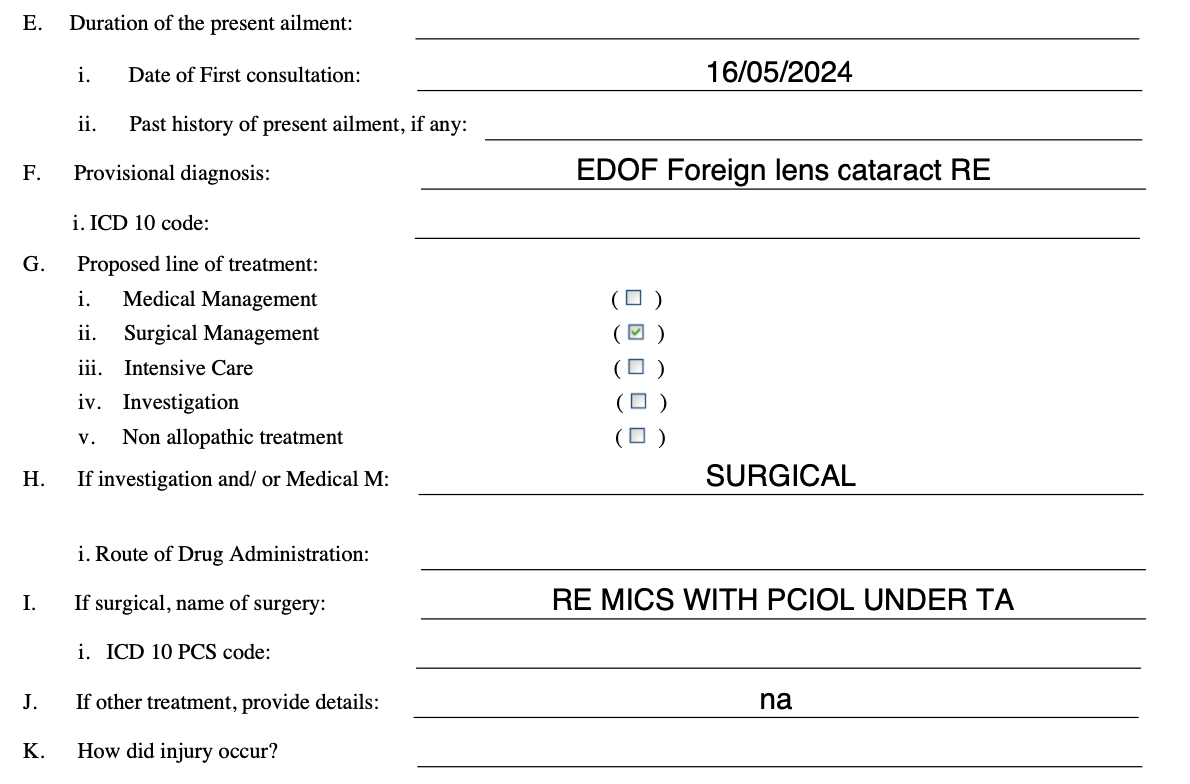 E. Duration of the present ailment:
i. Date of First consultation: 16/05/2024
ii. Past history of present ailment, if any:
F. Provisional diagnosis: EDOF Foreign lens cataract RE
i. ICD 10 code:
G. Proposed line of treatment:
i. Medical Management ( )
ii. Surgical Management ( ✓ )
iii. Intensive Care ( )
iv. Investigation ( )
v. Non allopathic treatment ( )
H. If investigation and/ or Medical M: SURGICAL
i. Route of Drug Administration:
I. If surgical, name of surgery: RE MICS WITH PCIOL UNDER TA
i. ICD 10 PCS code:
J. If other treatment, provide details: na
K. How did injury occur?